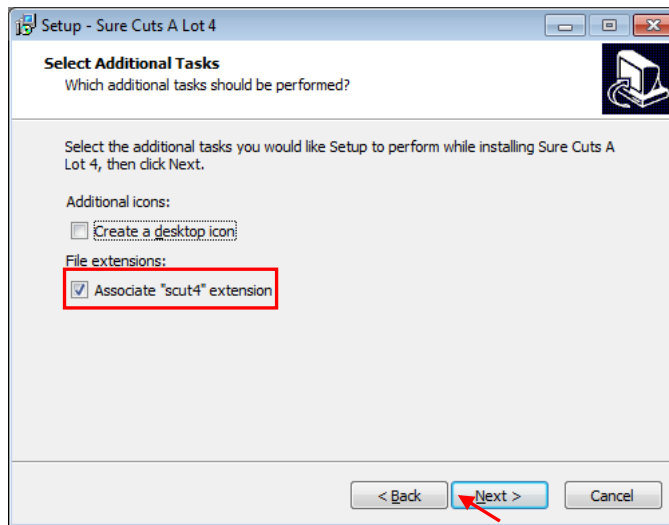 Setup - Sure Cuts A Lot 4
Select Additional Tasks
Which additional tasks should be performed?
Select the additional tasks you would like Setup to perform while installing Sure Cuts A
Lot 4, then click Next.
Additional icons:
Create a desktop icon
File extensions:
Associate "scut4" extension
< Back Next > Cancel